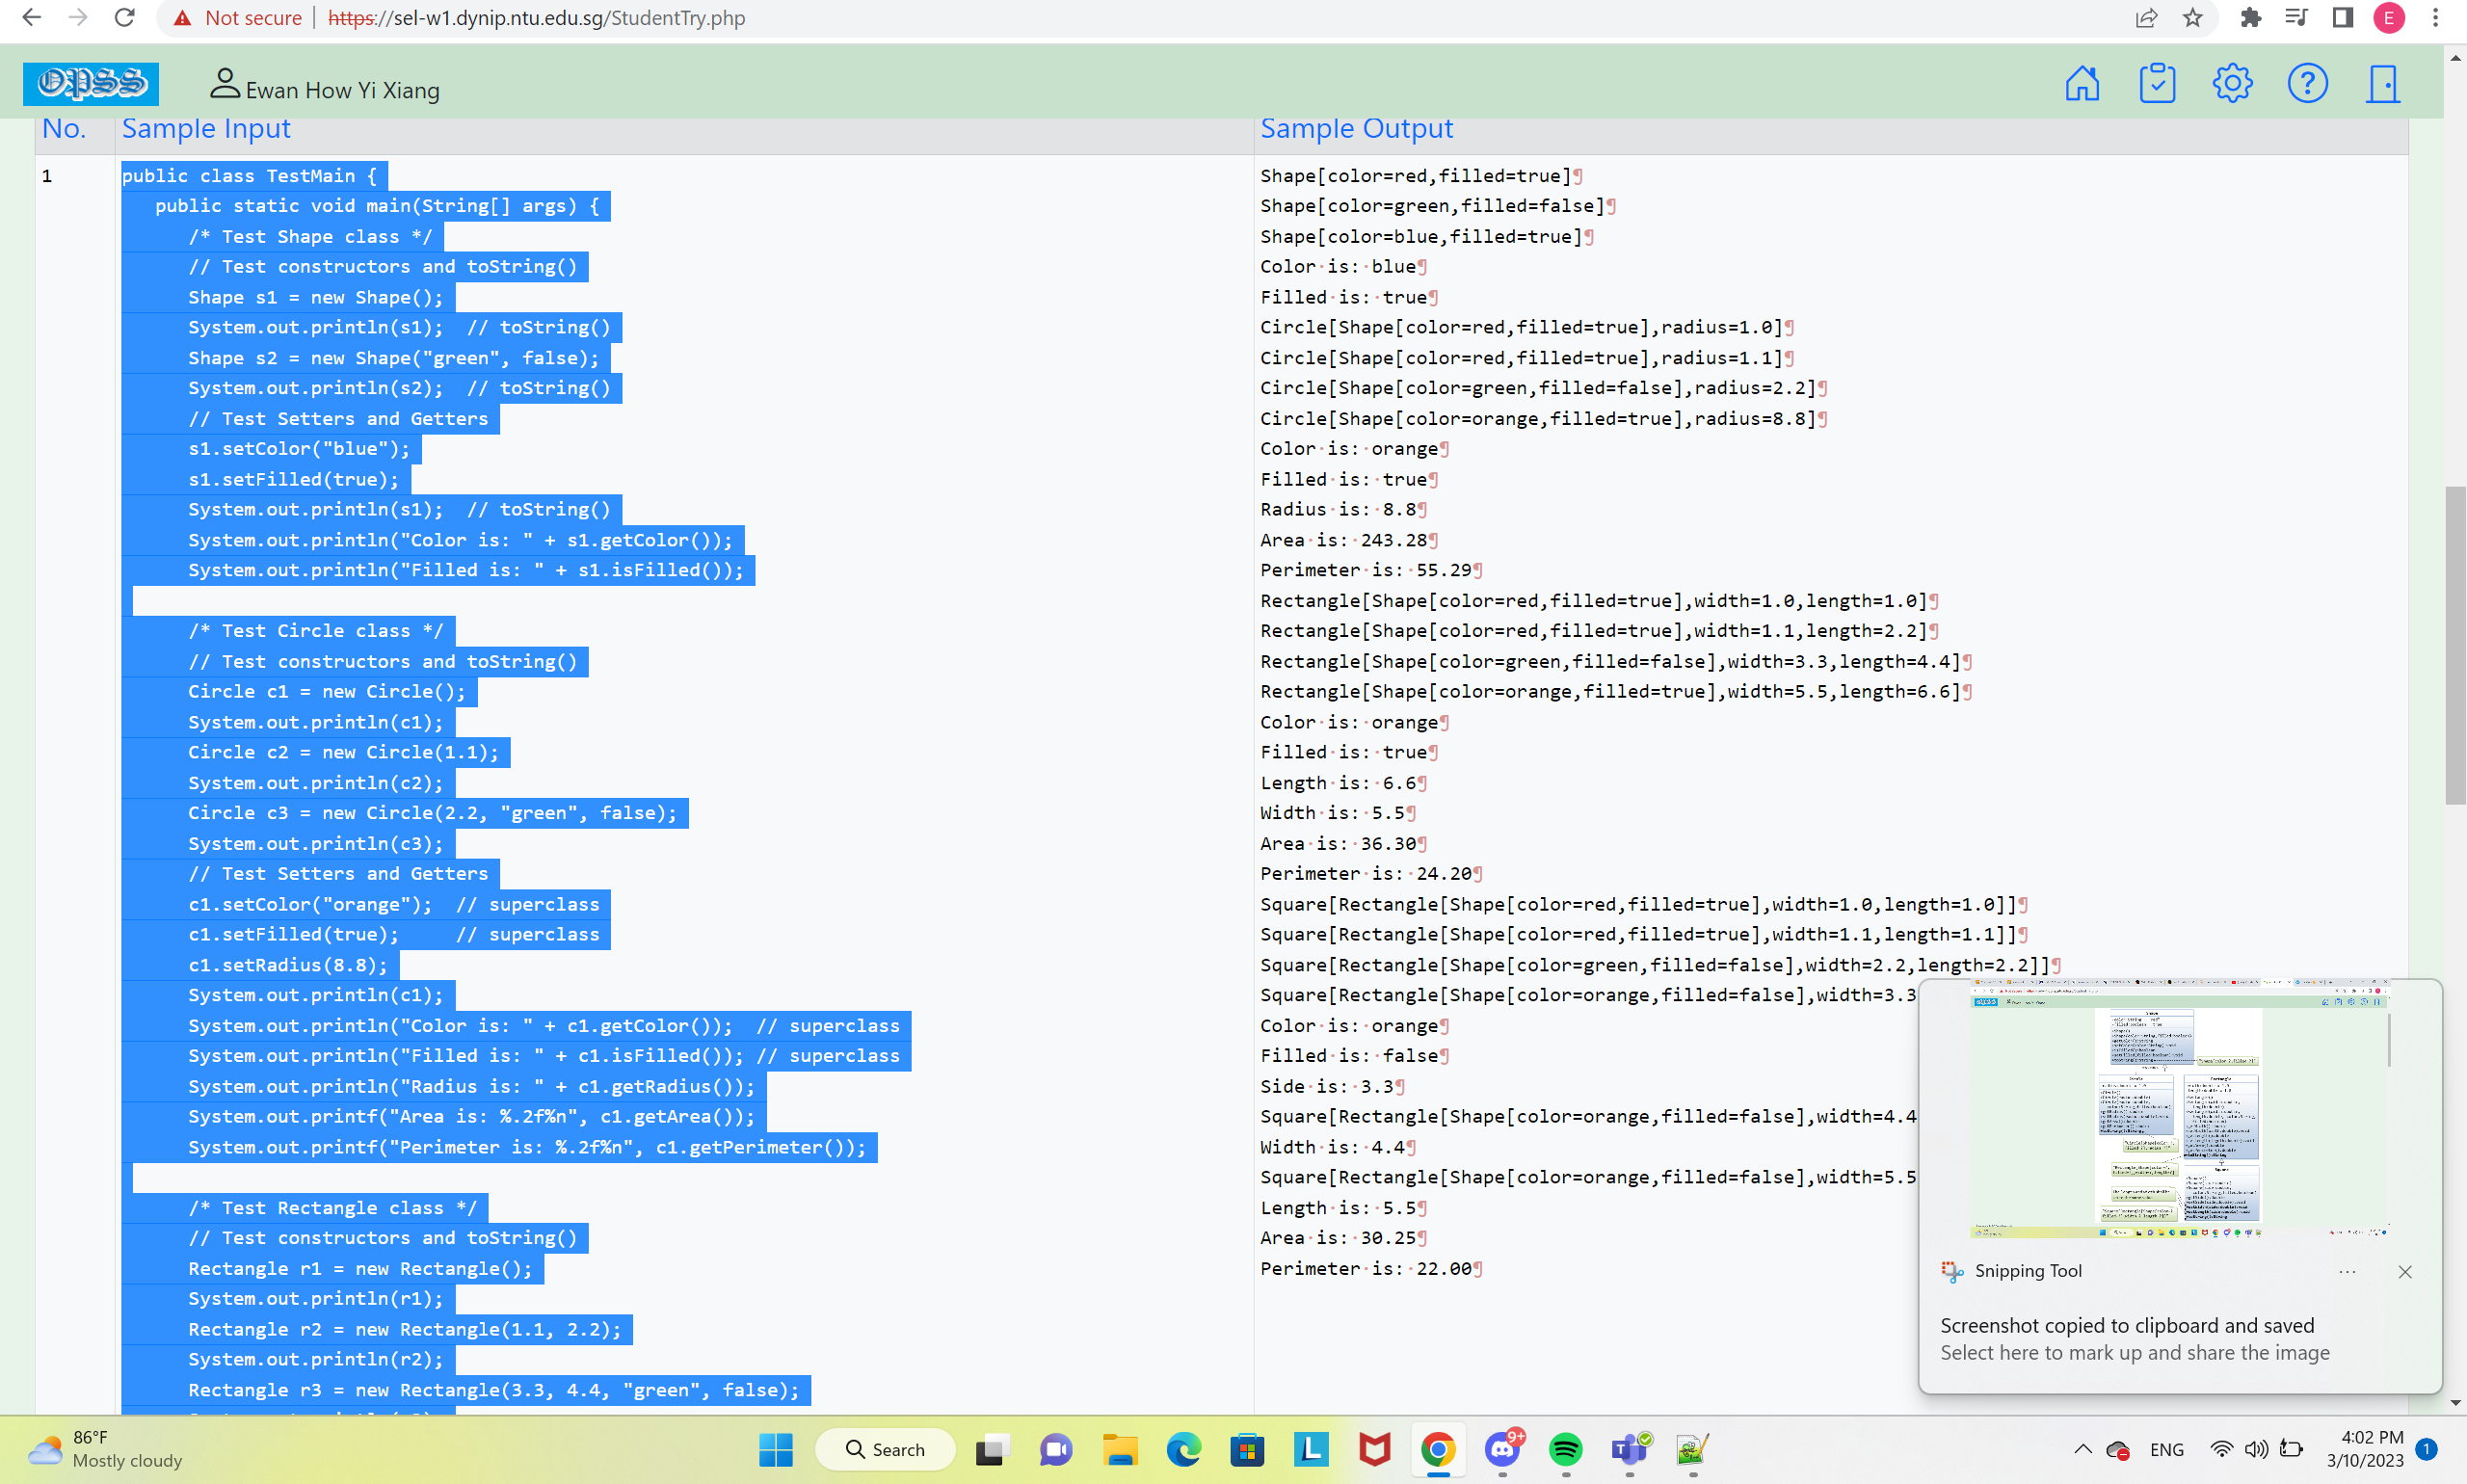 Not secure | https://sel-w1.dynip.ntu.edu.sg/StudentTry.php
E
OPSS
Ewan How Yi Xiang
No.
Sample Input
Sample Output
1
public class TestMain {
public static void main(String[] args) {
/* Test Shape class */
// Test constructors and toString()
Shape s1 = new Shape();
System.out.println(s1);  // toString()
Shape s2 = new Shape("green", false);
System.out.println(s2);  // toString()
// Test Setters and Getters
s1.setColor("blue");
s1.setFilled(true);
System.out.println(s1);  // toString()
System.out.println("Color is: " + s1.getColor());
System.out.println("Filled is: " + s1.isFilled());
/* Test Circle class */
// Test constructors and toString()
Circle c1 = new Circle();
System.out.println(c1);
Circle c2 = new Circle(1.1);
System.out.println(c2);
Circle c3 = new Circle(2.2, "green", false);
System.out.println(c3);
// Test Setters and Getters
c1.setColor("orange");  // superclass
c1.setFilled(true);     // superclass
c1.setRadius(8.8);
System.out.println(c1);
System.out.println("Color is: " + c1.getColor());  // superclass
System.out.println("Filled is: " + c1.isFilled()); // superclass
System.out.println("Radius is: " + c1.getRadius());
System.out.printf("Area is: %.2f%n", c1.getArea());
System.out.printf("Perimeter is: %.2f%n", c1.getPerimeter());
/* Test Rectangle class */
// Test constructors and toString()
Rectangle r1 = new Rectangle();
System.out.println(r1);
Rectangle r2 = new Rectangle(1.1, 2.2);
System.out.println(r2);
Rectangle r3 = new Rectangle(3.3, 4.4, "green", false);
Shape[color=red,filled=true]¶
Shape[color=green,filled=false]¶
Shape[color=blue,filled=true]¶
Color·is:·blue¶
Filled·is:·true¶
Circle[Shape[color=red,filled=true],radius=1.0]¶
Circle[Shape[color=red,filled=true],radius=1.1]¶
Circle[Shape[color=green,filled=false],radius=2.2]¶
Circle[Shape[color=orange,filled=true],radius=8.8]¶
Color·is:·orange¶
Filled·is:·true¶
Radius·is:·8.8¶
Area·is:·243.28¶
Perimeter·is:·55.29¶
Rectangle[Shape[color=red,filled=true],width=1.0,length=1.0]¶
Rectangle[Shape[color=red,filled=true],width=1.1,length=2.2]¶
Rectangle[Shape[color=green,filled=false],width=3.3,length=4.4]¶
Rectangle[Shape[color=orange,filled=true],width=5.5,length=6.6]¶
Color·is:·orange¶
Filled·is:·true¶
Length·is:·6.6¶
Width·is:·5.5¶
Area·is:·36.30¶
Perimeter·is:·24.20¶
Square[Rectangle[Shape[color=red,filled=true],width=1.0,length=1.0]]¶
Square[Rectangle[Shape[color=red,filled=true],width=1.1,length=1.1]]¶
Square[Rectangle[Shape[color=green,filled=false],width=2.2,length=2.2]]¶
Square[Rectangle[Shape[color=orange,filled=false],width=3.3
Color·is:·orange¶
Filled·is:·false¶
Side·is:·3.3¶
Square[Rectangle[Shape[color=orange,filled=false],width=4.4
Width·is:·4.4¶
Square[Rectangle[Shape[color=orange,filled=false],width=5.5
Length·is:·5.5¶
Area·is:·30.25¶
Perimeter·is:·22.00¶
Snipping Tool
Screenshot copied to clipboard and saved
Select here to mark up and share the image
86°F
Mostly cloudy
Search
L
9+
ENG
4:02 PM
3/10/2023
1